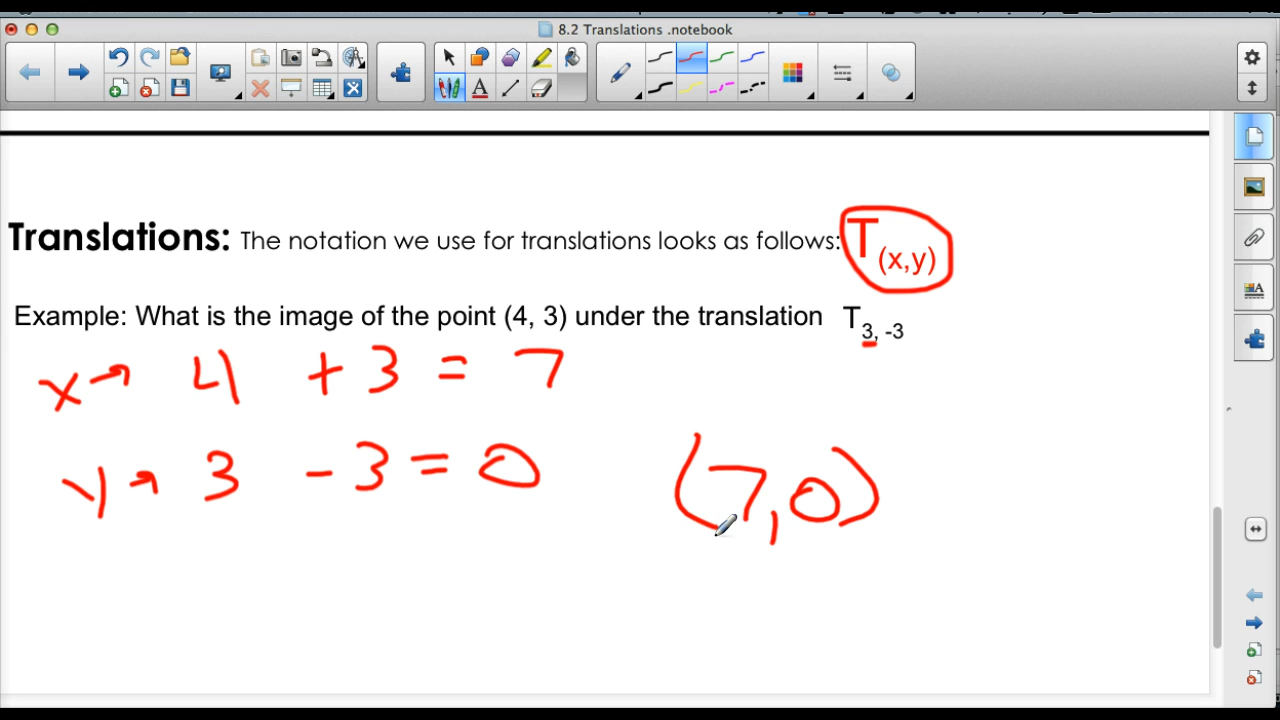 8.2 Translations .notebook
Translations: The notation we use for translations looks as follows: T(x,y)
Example: What is the image of the point (4, 3) under the translation T3, -3
x→ 4 + 3 = 7
y→ 3 - 3 = 0
(7,0)